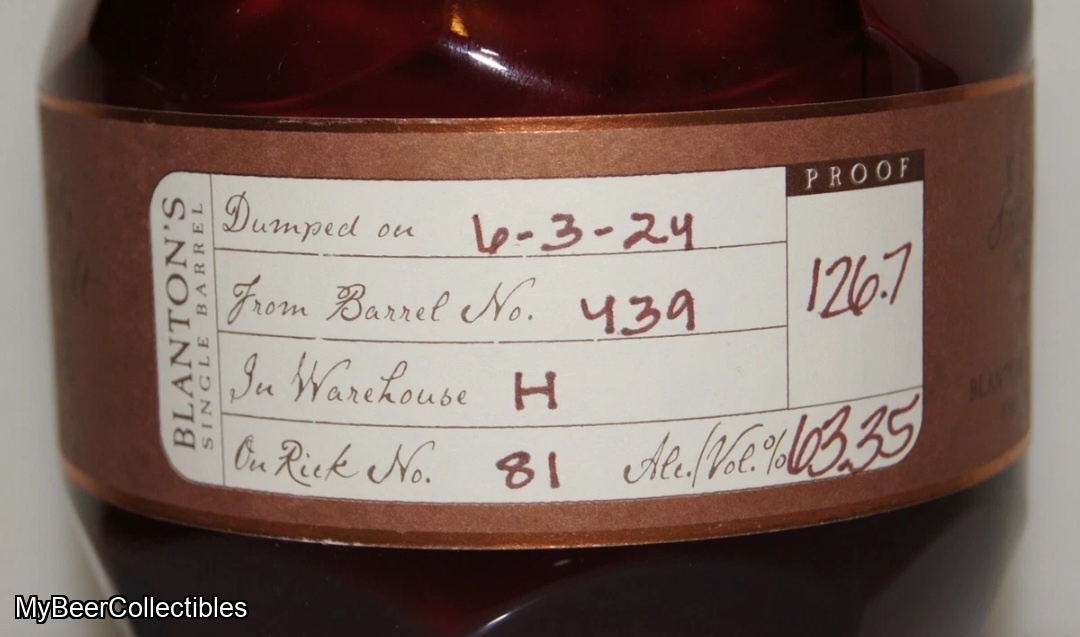 BLANTON'S
SINGLE BARREL
PROOF
Dumped on 6-3-24
126.7
From Barrel No. 439
In Warehouse H
On Rick No. 81 Alc./Vol.% 63.35
MyBeerCollectibles